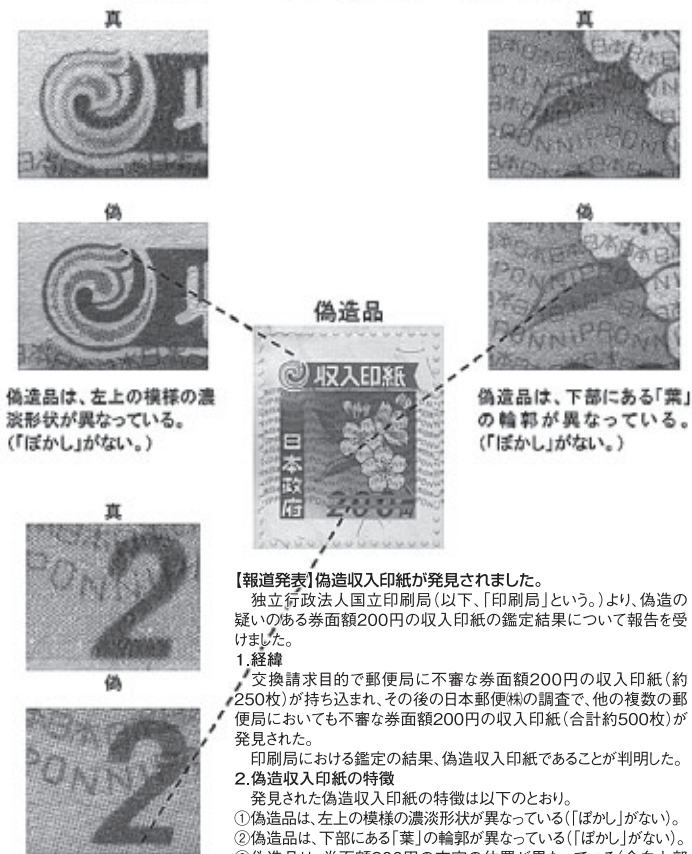 真
真
日本
日本日本日
PONNiPPONN
偽
偽
PONNiPPONNi
偽造品
偽造品は、左上の模様の濃
淡形状が異なっている。
(「ぼかし」がない。)
収入印紙
日本政府
200円
偽造品は、下部にある「葉」
の輪郭が異なっている。
(「ぼかし」がない。)
真
2
偽
2
【報道発表】偽造収入印紙が発見されました。
独立行政法人国立印刷局(以下、「印刷局」という。)より、偽造の
疑いのある券面額200円の収入印紙の鑑定結果について報告を受
けました。
1.経緯
交換請求目的で郵便局に不審な券面額200円の収入印紙(約
250枚)が持ち込まれ、その後の日本郵便㈱の調査で、他の複数の郵
便局においても不審な券面額200円の収入印紙(合計約500枚)が
発見された。
印刷局における鑑定の結果、偽造収入印紙であることが判明した。
2.偽造収入印紙の特徴
発見された偽造収入印紙の特徴は以下のとおり。
①偽造品は、左上の模様の濃淡形状が異なっている(「ぼかし」がない)。
②偽造品は、下部にある「葉」の輪郭が異なっている(「ぼかし」がない)。